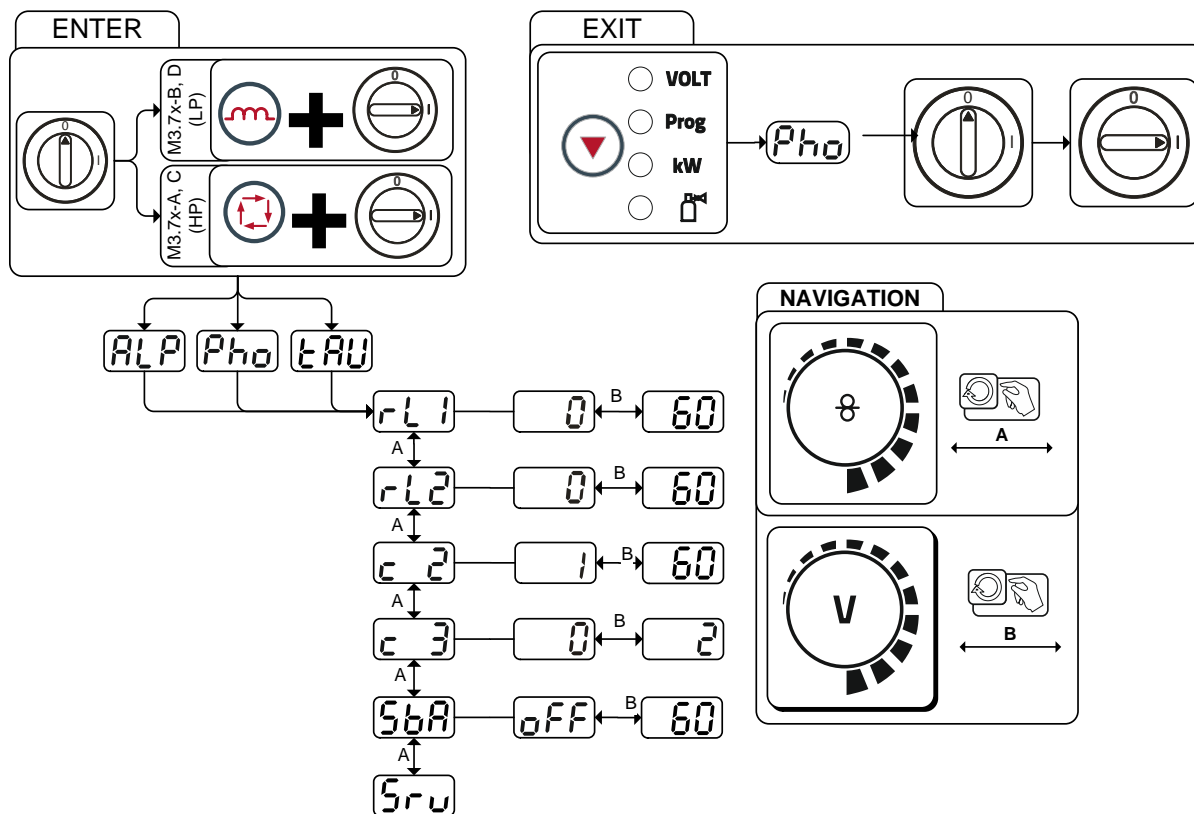 ENTER
M3.7x-B, D
(LP)
0
I
+
0
I
M3.7x-A, C
(HP)
+
0
I
EXIT
VOLT
Prog
kW
Pho
0
I
0
I
ALP Pho tAU
rL1 0 B 60
A
rL2 0 B 60
A
c 2 1 B 60
A
c 3 0 B 2
A
SbA oFF B 60
A
Srv
NAVIGATION
A
V
B